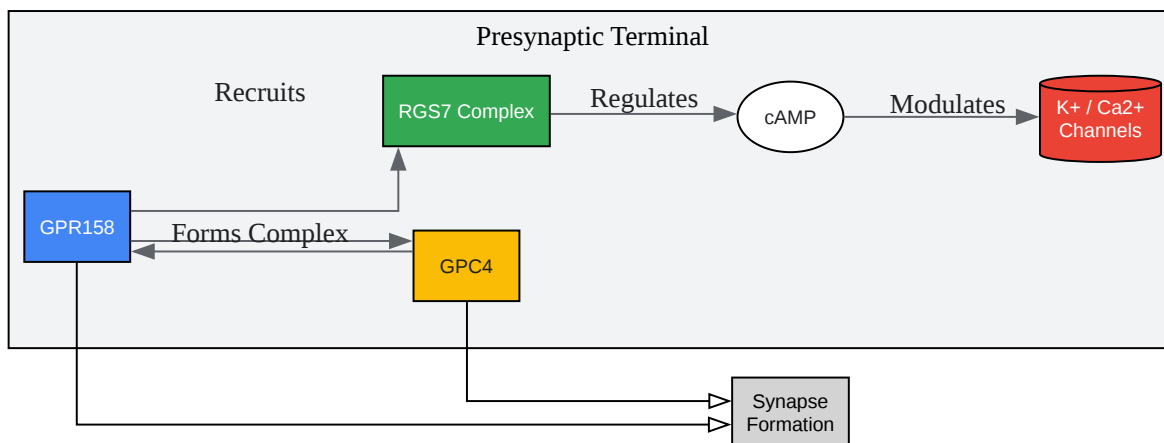 Presynaptic Terminal
Recruits
RGS7 Complex
Regulates
cAMP
Modulates
K+ / Ca2+
Channels
GPR158
Forms Complex
GPC4
Synapse
Formation